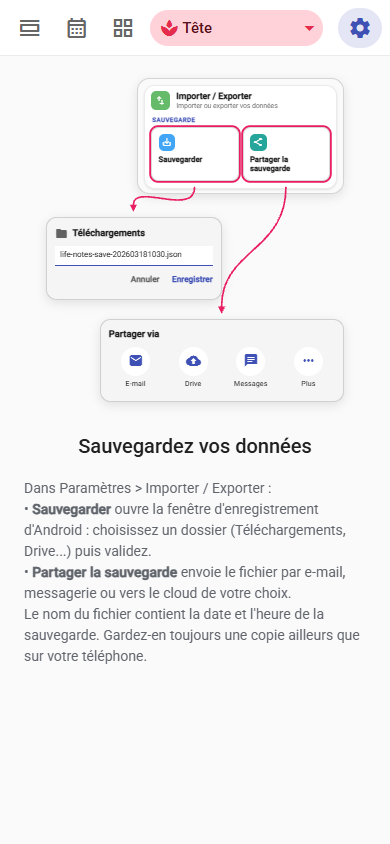 Tête
Importer / Exporter
Importer ou exporter vos données
SAUVEGARDE
Sauvegarder
Partager la
sauvegarde
Téléchargements
life-notes-save-202603181030.json
Annuler
Enregistrer
Partager via
E-mail
Drive
Messages
Plus
Sauvegardez vos données
Dans Paramètres > Importer / Exporter :
• Sauvegarder ouvre la fenêtre d'enregistrement
d'Android : choisissez un dossier (Téléchargements,
Drive...) puis validez.
• Partager la sauvegarde envoie le fichier par e-mail,
messagerie ou vers le cloud de votre choix.
Le nom du fichier contient la date et l'heure de la
sauvegarde. Gardez-en toujours une copie ailleurs que
sur votre téléphone.